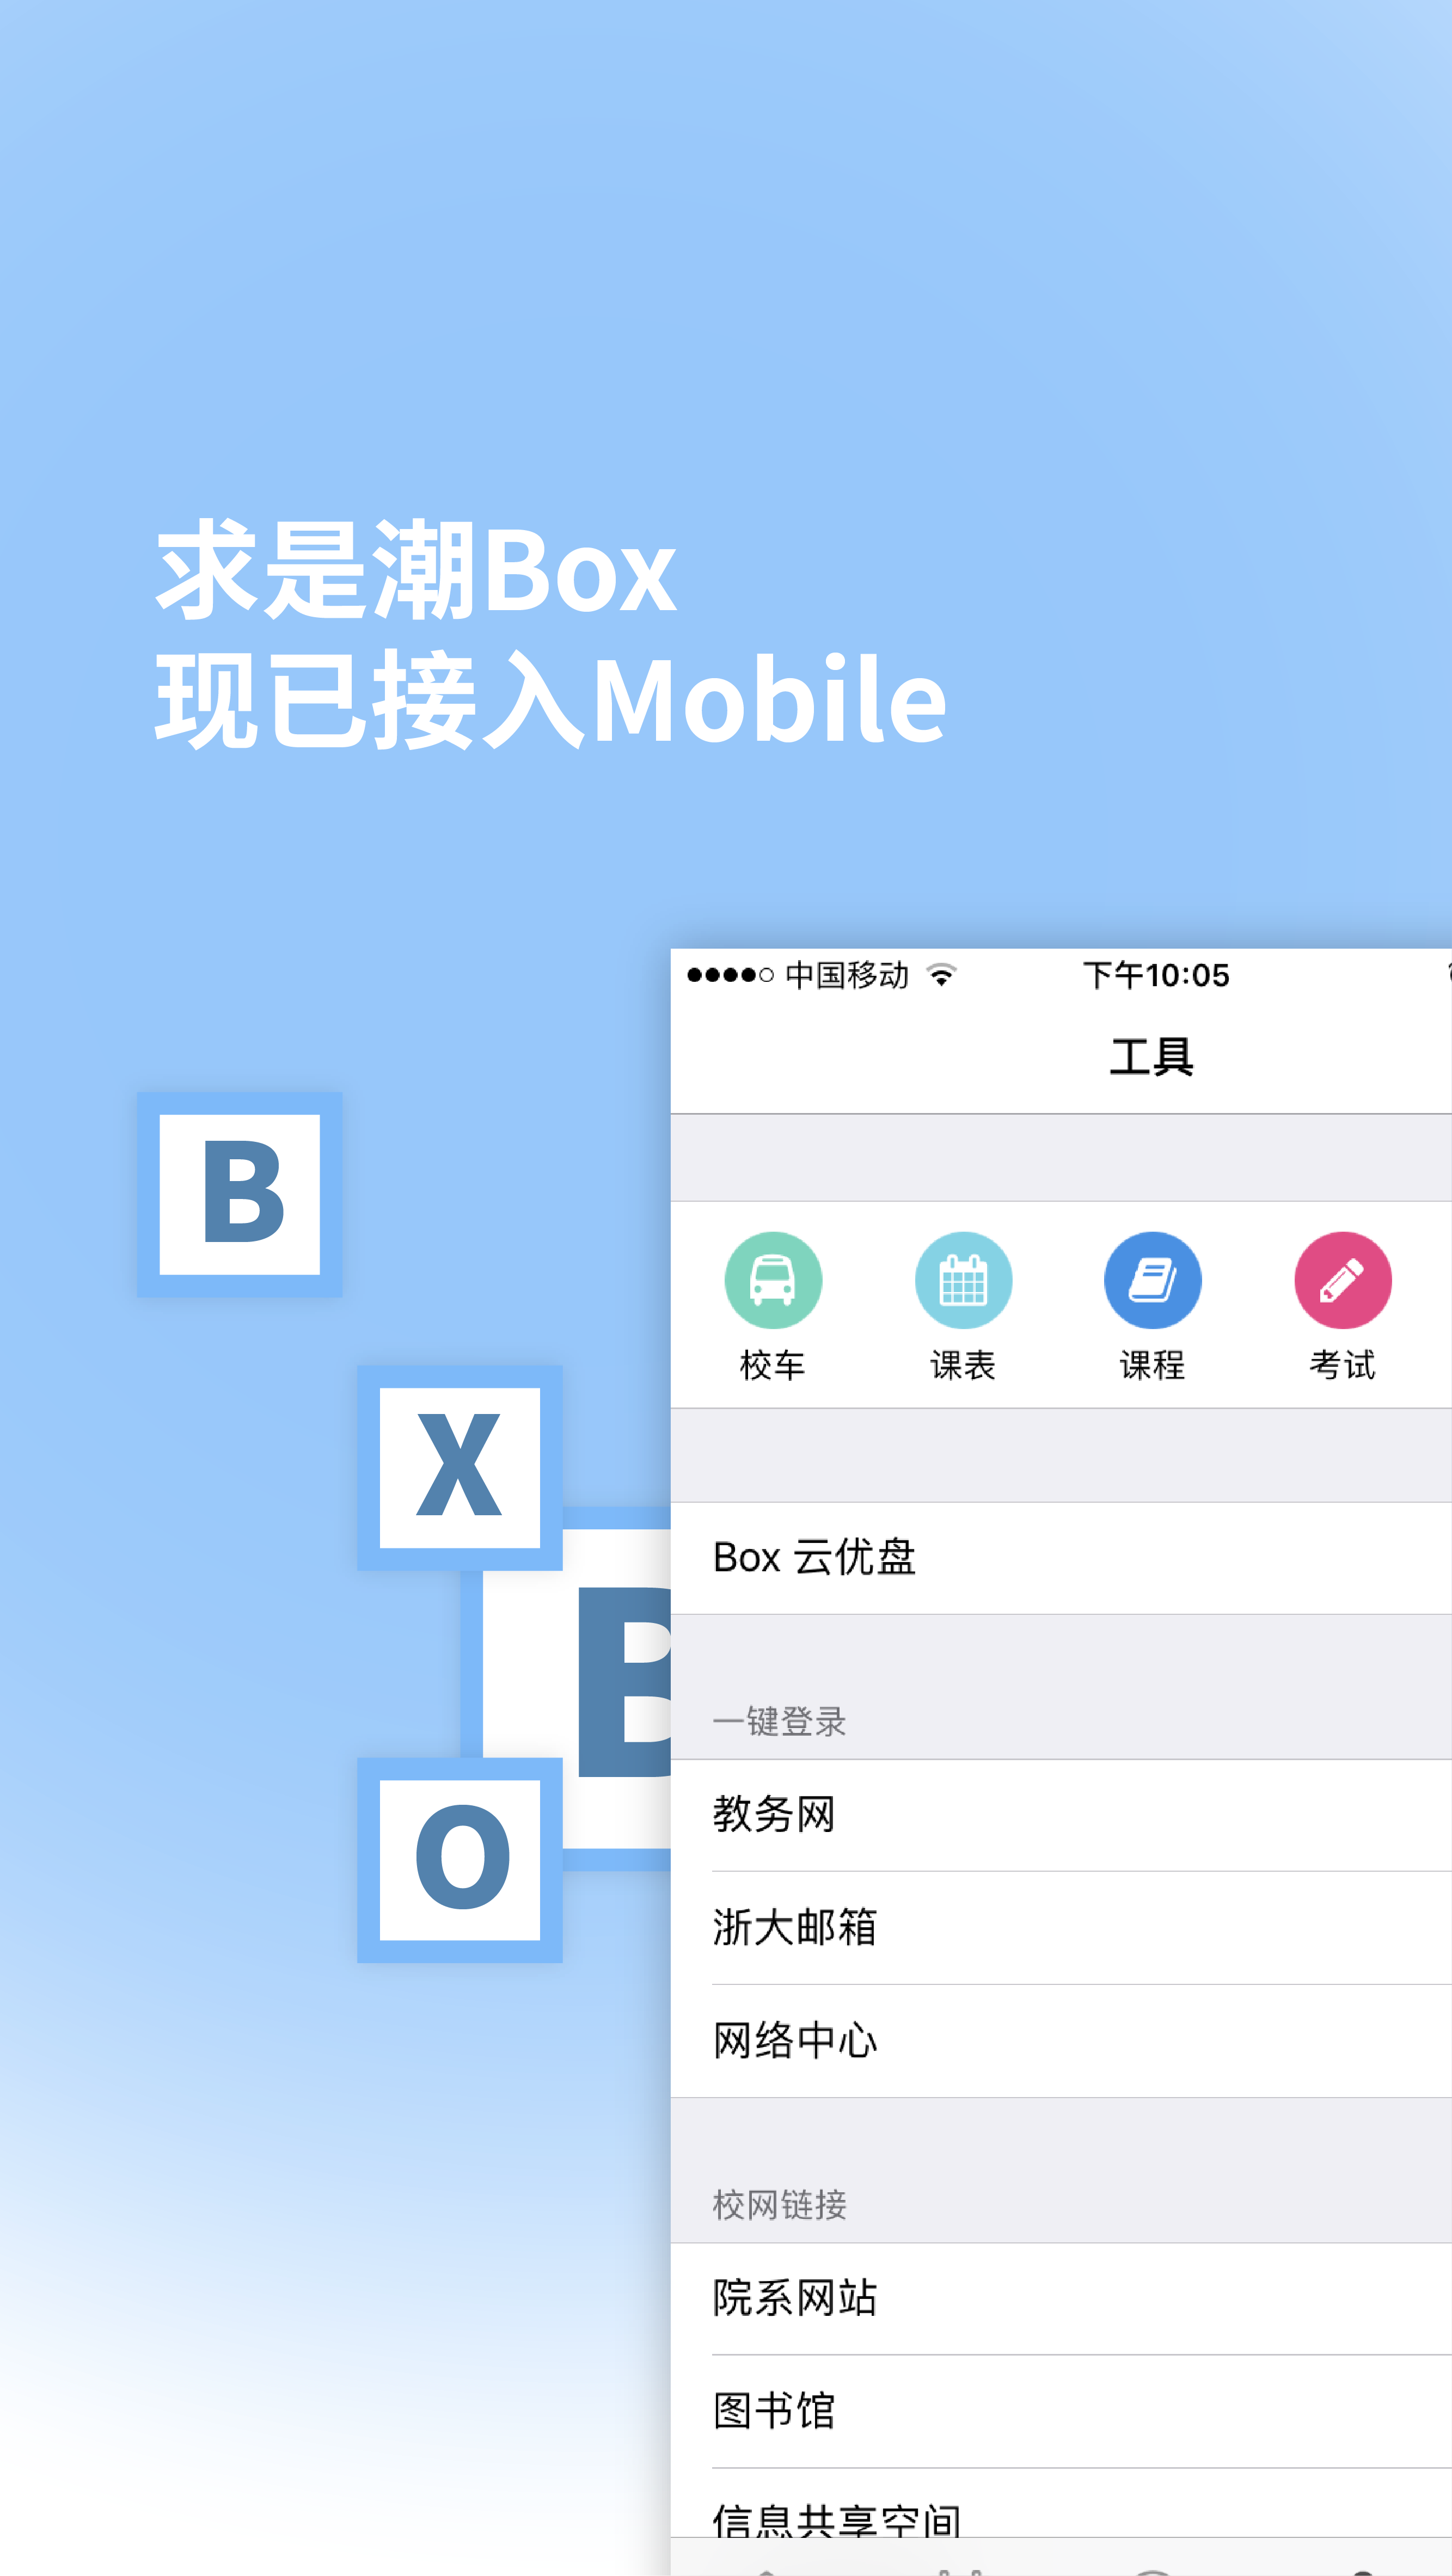 求是潮Box
现已接入Mobile
B
X
B
O
中国移动 下午10:05
工具
校车 课表 课程 考试
Box 云优盘
一键登录
教务网
浙大邮箱
网络中心
校网链接
院系网站
图书馆
信息共享空间